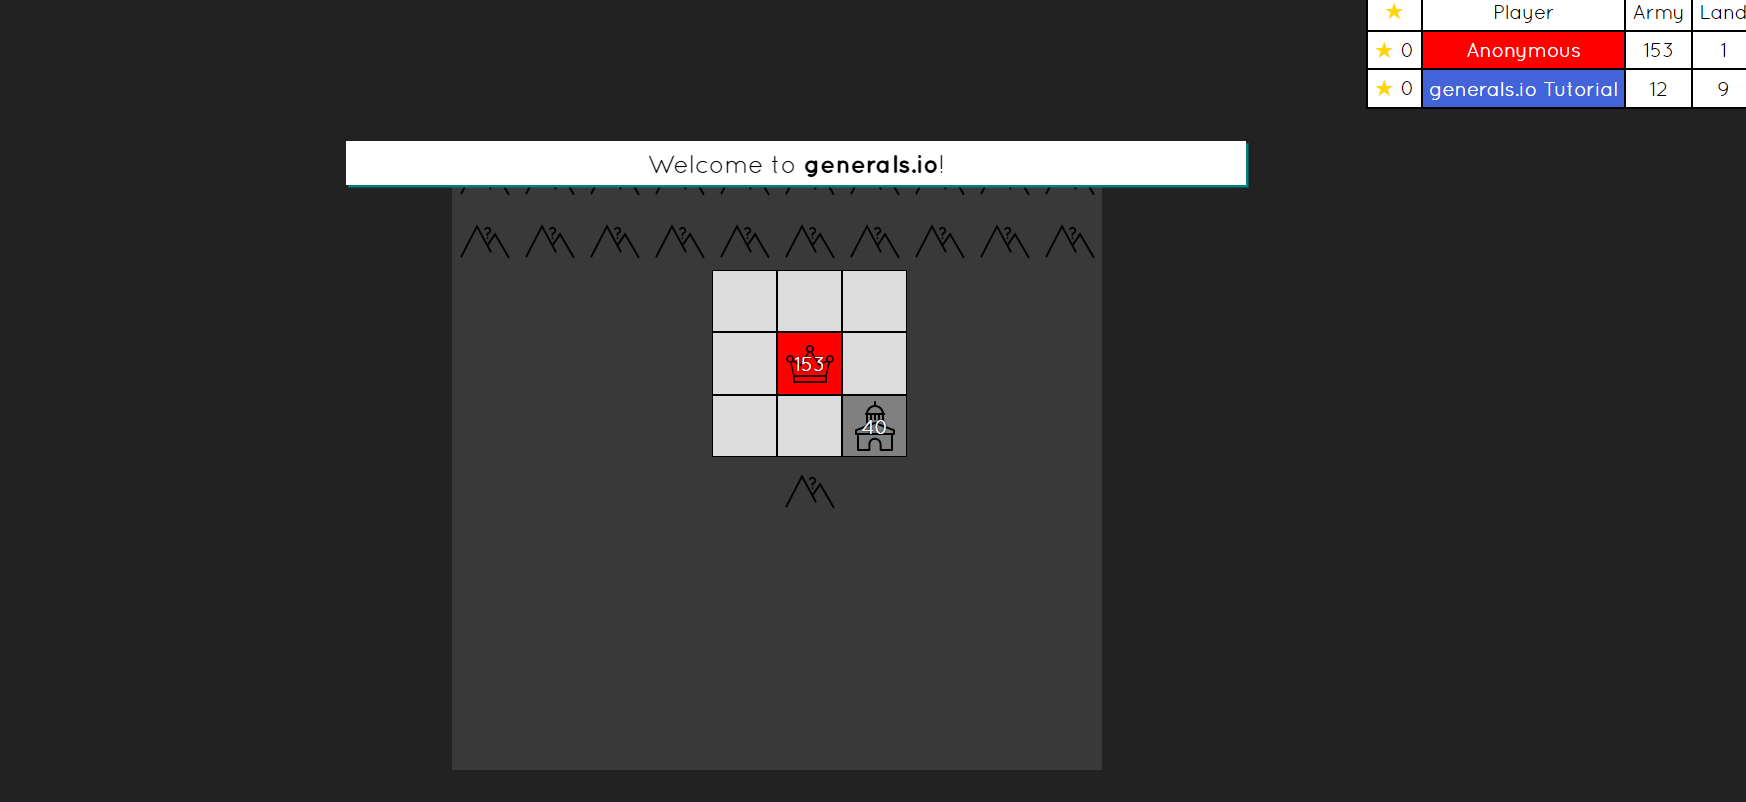 ★ Player Army Land
★ 0 Anonymous 153 1
★ 0 generals.io Tutorial 12 9
Welcome to generals.io!
? ? ? ? ? ? ? ? ? ?
153
40
?